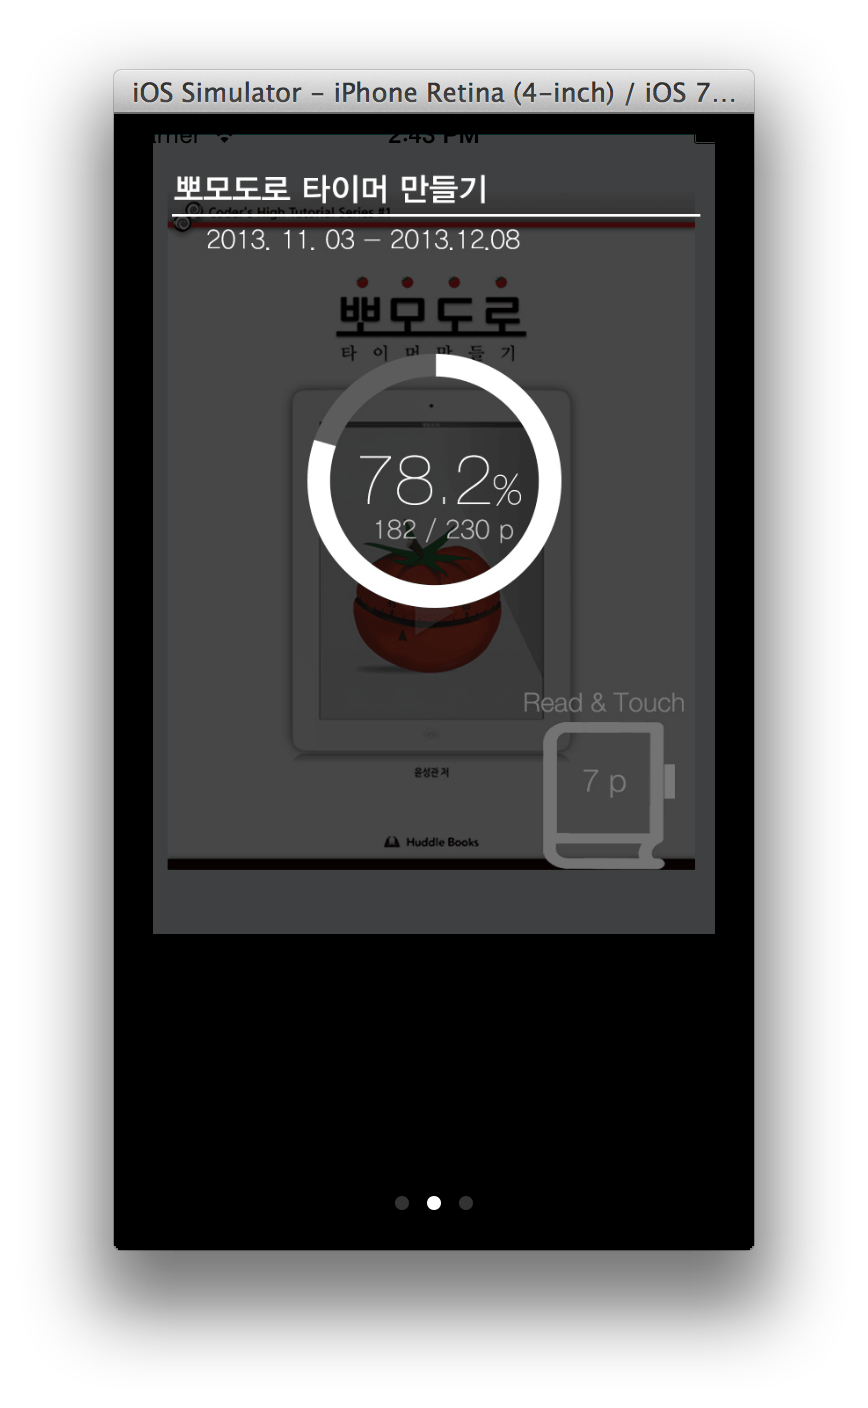 iOS Simulator – iPhone Retina (4-inch) / iOS 7...
2:45 PM
뽀모도로 타이머 만들기
Coder's High Tutorial Series #1
2013. 11. 03 – 2013.12.08
뽀모도로
타 이 머 만 들 기
78.2%
182 / 230 p
Read & Touch
7 p
윤성관 저
Huddle Books